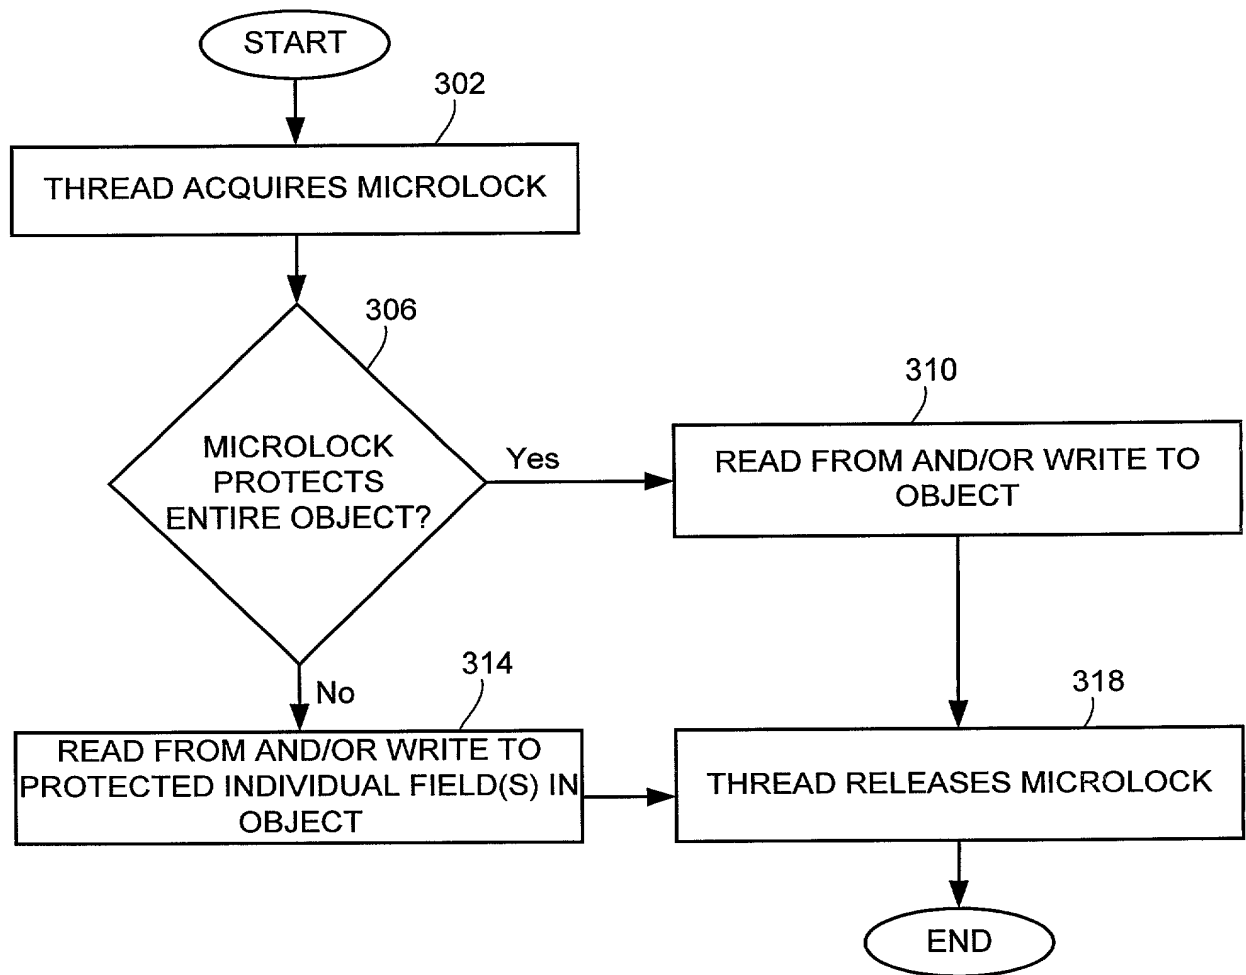 START
302
THREAD ACQUIRES MICROLOCK
306
MICROLOCK
PROTECTS
ENTIRE OBJECT?
Yes
310
READ FROM AND/OR WRITE TO
OBJECT
No
314
READ FROM AND/OR WRITE TO
PROTECTED INDIVIDUAL FIELD(S) IN
OBJECT
318
THREAD RELEASES MICROLOCK
END